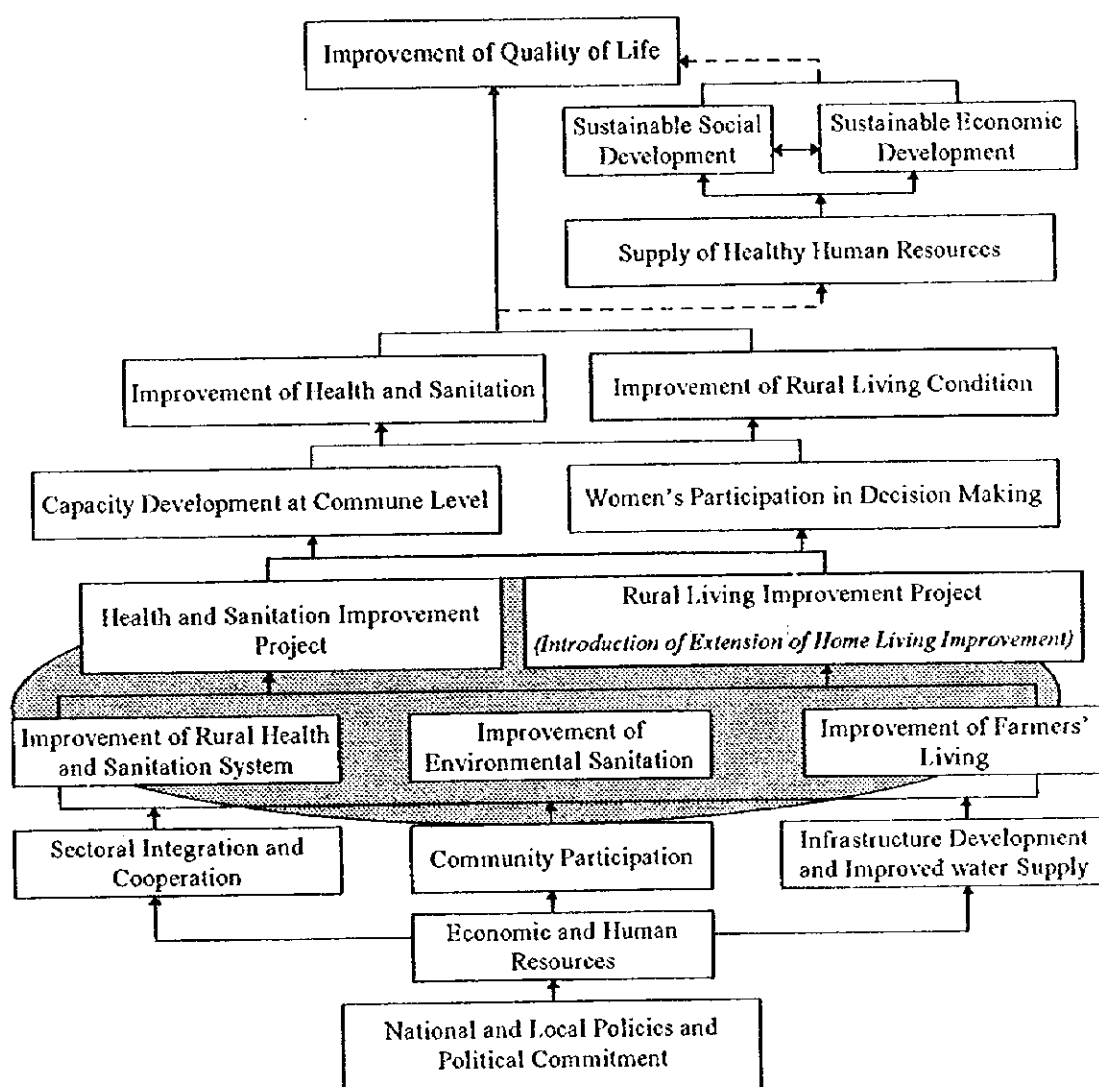 Improvement of Quality of Life
Sustainable Social
Development
Sustainable Economic
Development
Supply of Healthy Human Resources
Improvement of Health and Sanitation
Improvement of Rural Living Condition
Capacity Development at Commune Level
Women's Participation in Decision Making
Health and Sanitation Improvement
Project
Rural Living Improvement Project
(Introduction of Extension of Home Living Improvement)
Improvement of Rural Health
and Sanitation System
Improvement of
Environmental Sanitation
Improvement of Farmers'
Living
Sectoral Integration and
Cooperation
Community Participation
Infrastructure Development
and Improved water Supply
Economic and Human
Resources
National and Local Policies and
Political Commitment